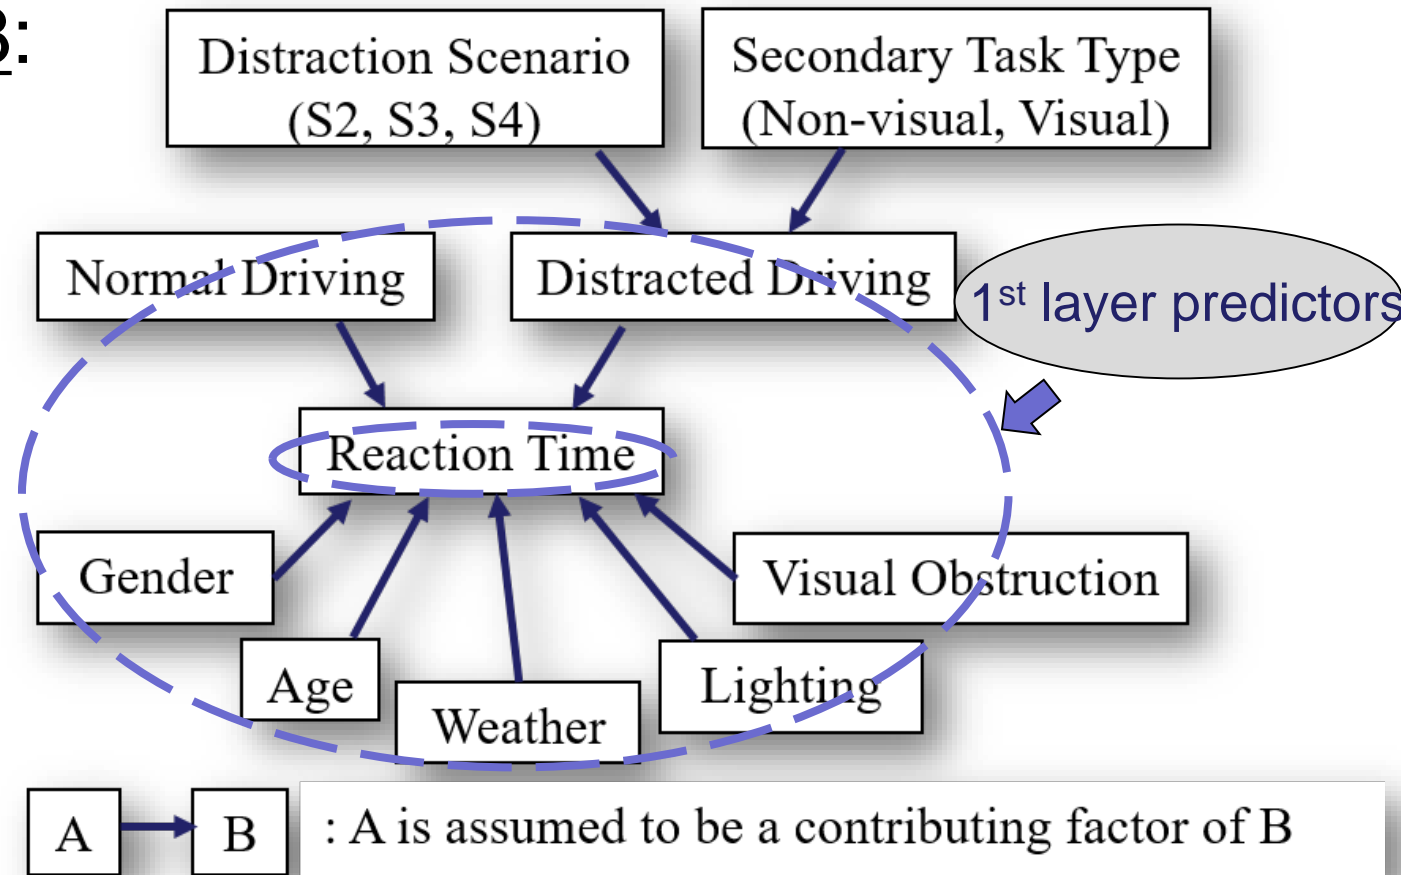 B:
Distraction Scenario
(S2, S3, S4)
Secondary Task Type
(Non-visual, Visual)
Normal Driving
Distracted Driving
1st layer predictors
Reaction Time
Gender
Visual Obstruction
Age
Lighting
Weather
A
B
: A is assumed to be a contributing factor of B